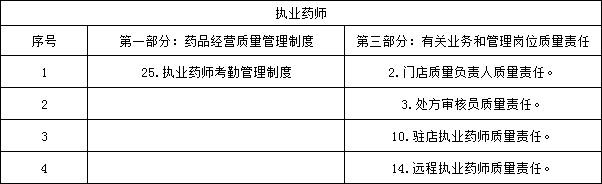 执业药师
序号 第一部分：药品经营质量管理制度 第三部分：有关业务和管理岗位质量责任
1 25.执业药师考勤管理制度 2.门店质量负责人质量责任。
2 3.处方审核员质量责任。
3 10.驻店执业药师质量责任。
4 14.远程执业药师质量责任。